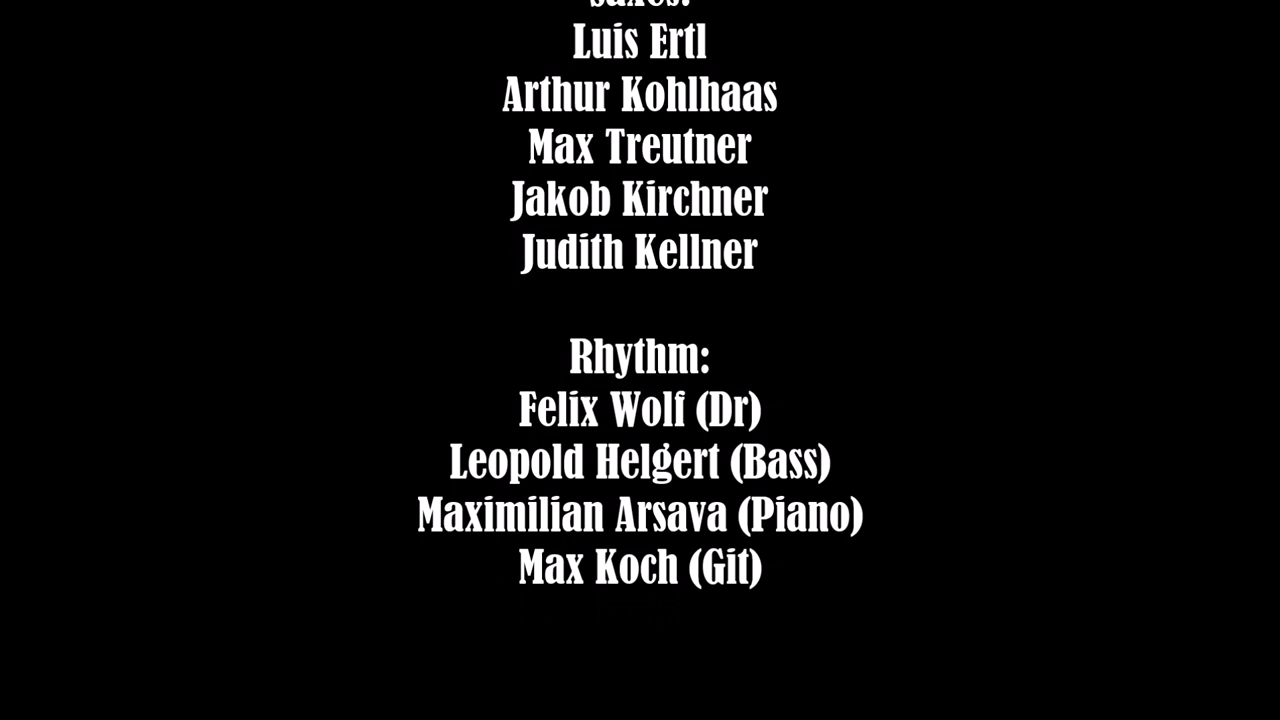 saxes:
Luis Ertl
Arthur Kohlhaas
Max Treutner
Jakob Kirchner
Judith Kellner
Rhythm:
Felix Wolf (Dr)
Leopold Helgert (Bass)
Maximilian Arsava (Piano)
Max Koch (Git)